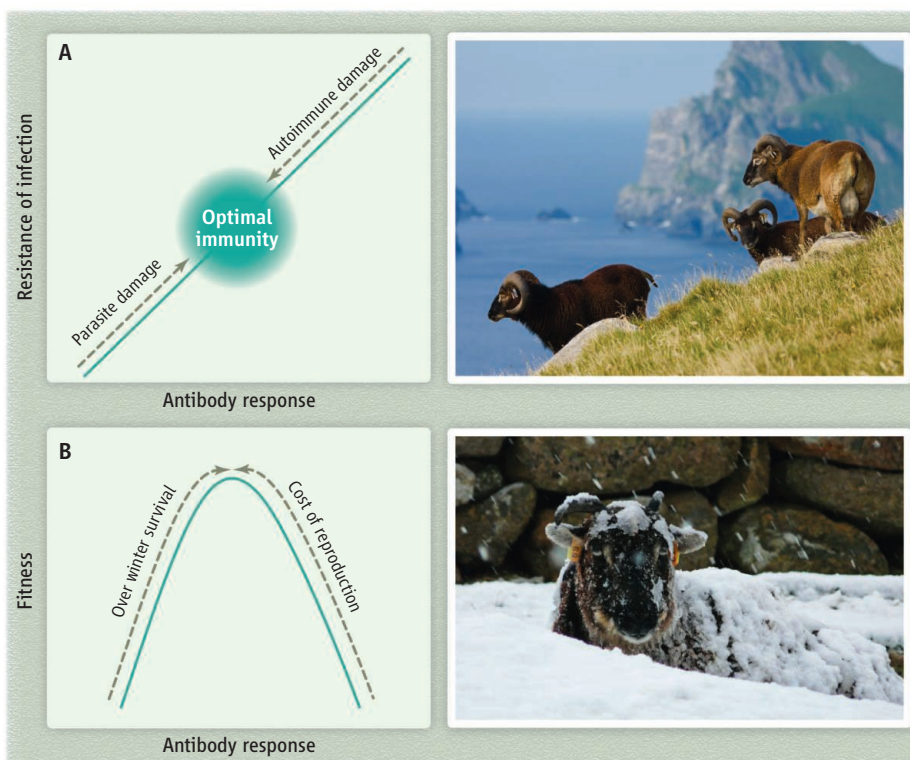 A
Resistance of infection
Autoimmune damage
Optimal
immunity
Parasite damage
Antibody response
B
Fitness
Over winter survival
Cost of reproduction
Antibody response